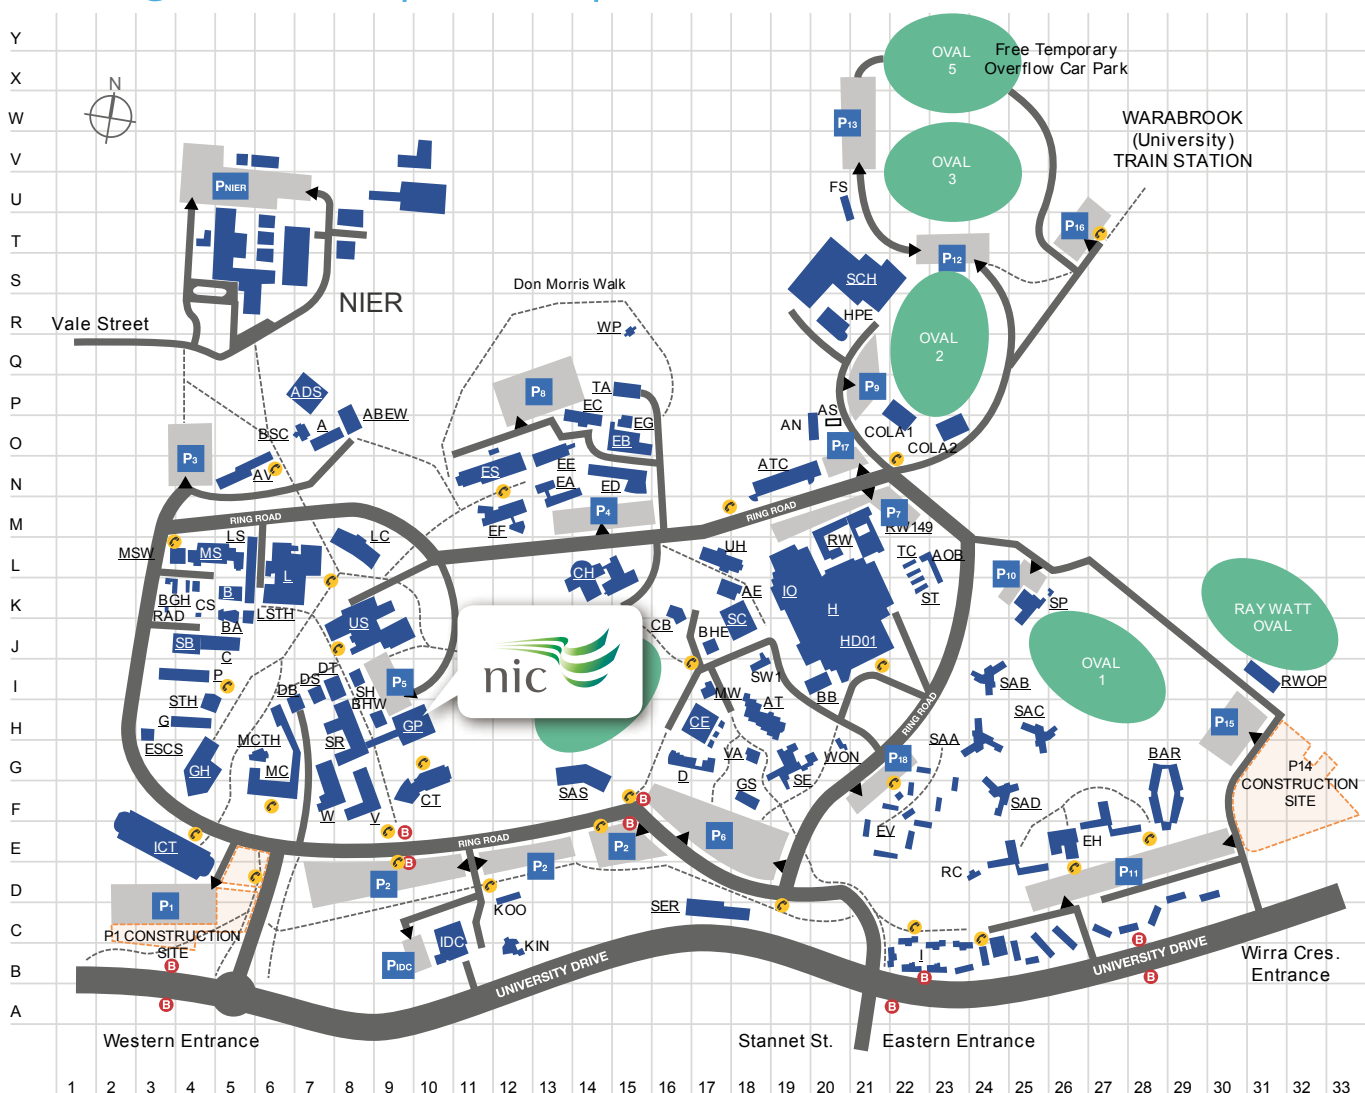 Y
X
W
V
U
T
S
R
Q
P
O
N
M
L
K
J
I
H
G
F
E
D
C
B
A
N
OVAL
5
Free Temporary
Overflow Car Park
P13
WARABROOK
(University)
TRAIN STATION
OVAL
3
FS
P16
P12
PNIER
NIER
Vale Street
SCH
HPE
OVAL
2
Don Morris Walk
WP
P8
TA
EC
EG
EB
EE
ES
EA
ED
EF
P4
P9
AS
AN
COLA1
COLA2
P17
ATC
ADS
ABEW
A
BSC
AV
P3
RING ROAD
RING ROAD
P7
RW149
RW
MSW
MS
LS
LC
L
B
BGH
CS
RAD
BA
LSTH
SB
C
P
US
CH
UH
AE
SC
CB
BHE
IO
H
HD01
TC
AOB
ST
P10
SP
OVAL
1
RAY WATT
OVAL
RWOP
nic
DT
DS
DB
SH
BHW
P5
GP
STH
G
ESCS
MCTH
MC
GH
SR
W
V
CT
SAS
SW1
MW
AT
BB
CE
VA
D
GS
SE
WON
RING ROAD
SAB
SAC
SAA
SAD
P18
EV
P15
BAR
P14
CONSTRUCTION
SITE
EH
RC
P11
ICT
RING ROAD
P2
P2
P2
P6
P1
P1 CONSTRUCTION
SITE
KOO
SER
IDC
KIN
PIDC
B
B
B
B
B
B
B
B
B
B
I
UNIVERSITY DRIVE
UNIVERSITY DRIVE
Wirra Cres.
Entrance
Western Entrance
Stannet St.
Eastern Entrance
1 2 3 4 5 6 7 8 9 10 11 12 13 14 15 16 17 18 19 20 21 22 23 24 25 26 27 28 29 30 31 32 33